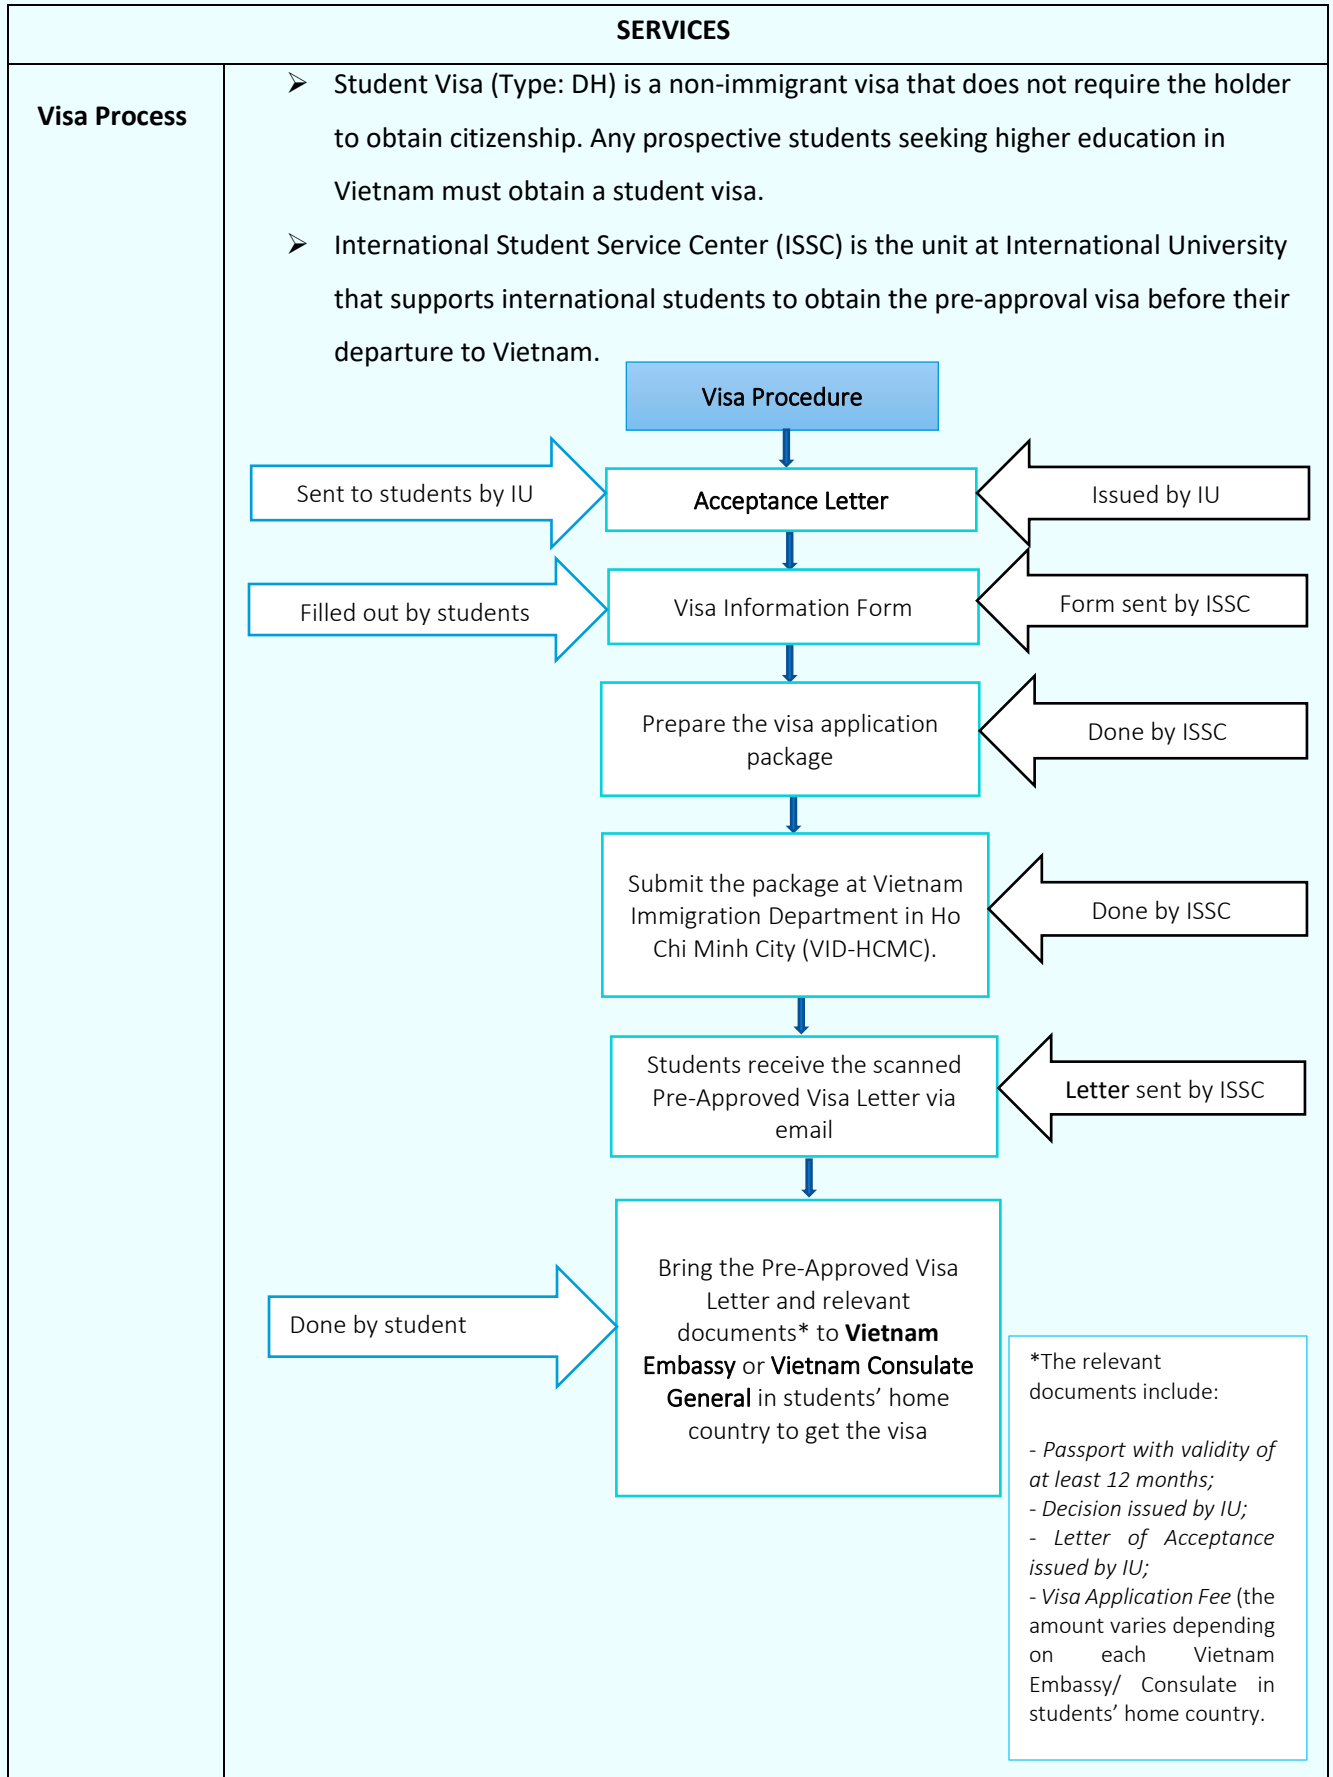 SERVICES
Visa Process
➢ Student Visa (Type: DH) is a non-immigrant visa that does not require the holder
to obtain citizenship. Any prospective students seeking higher education in
Vietnam must obtain a student visa.
➢ International Student Service Center (ISSC) is the unit at International University
that supports international students to obtain the pre-approval visa before their
departure to Vietnam.
Visa Procedure
Sent to students by IU
Acceptance Letter
Issued by IU
Filled out by students
Visa Information Form
Form sent by ISSC
Prepare the visa application
package
Done by ISSC
Submit the package at Vietnam
Immigration Department in Ho
Chi Minh City (VID-HCMC).
Done by ISSC
Students receive the scanned
Pre-Approved Visa Letter via
email
Letter sent by ISSC
Done by student
Bring the Pre-Approved Visa
Letter and relevant
documents* to Vietnam
Embassy or Vietnam Consulate
General in students’ home
country to get the visa
*The relevant
documents include:
- Passport with validity of
at least 12 months;
- Decision issued by IU;
- Letter of Acceptance
issued by IU;
- Visa Application Fee (the
amount varies depending
on each Vietnam
Embassy/ Consulate in
students’ home country.